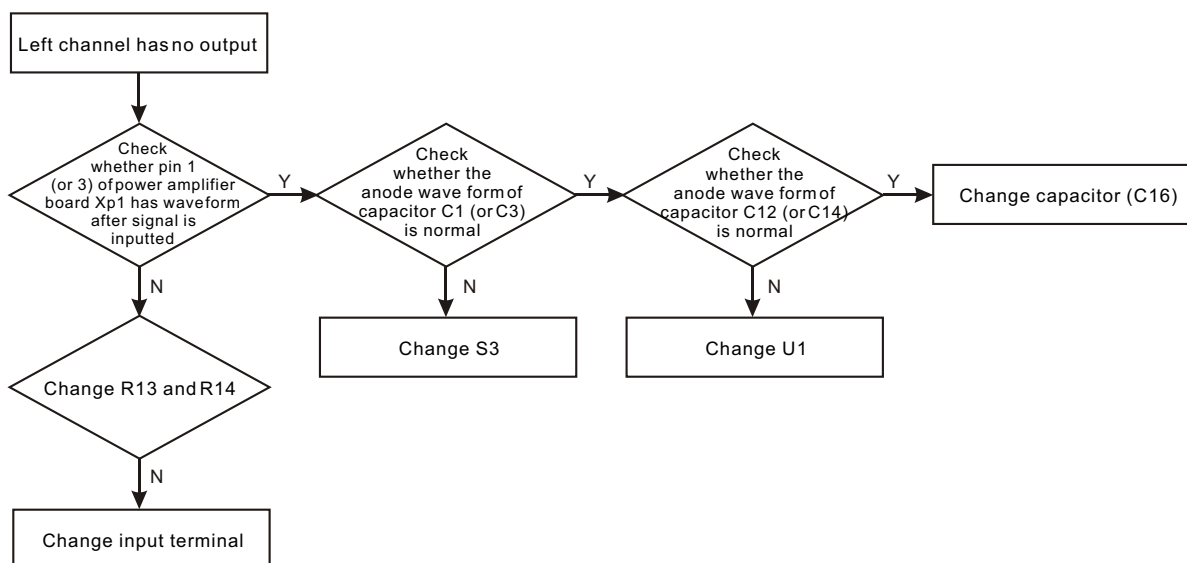 Left channel has no output
Check
whether pin 1
(or 3) of power amplifier
board Xp1 has waveform
after signal is
inputted
Y
Check
whether the
anode wave form of
capacitor C1 (or C3)
is normal
Y
Check
whether the
anode wave form of
capacitor C12 (or C14)
is normal
Y
Change capacitor (C16)
N
N
N
Change R13 and R14
Change S3
Change U1
N
Change input terminal